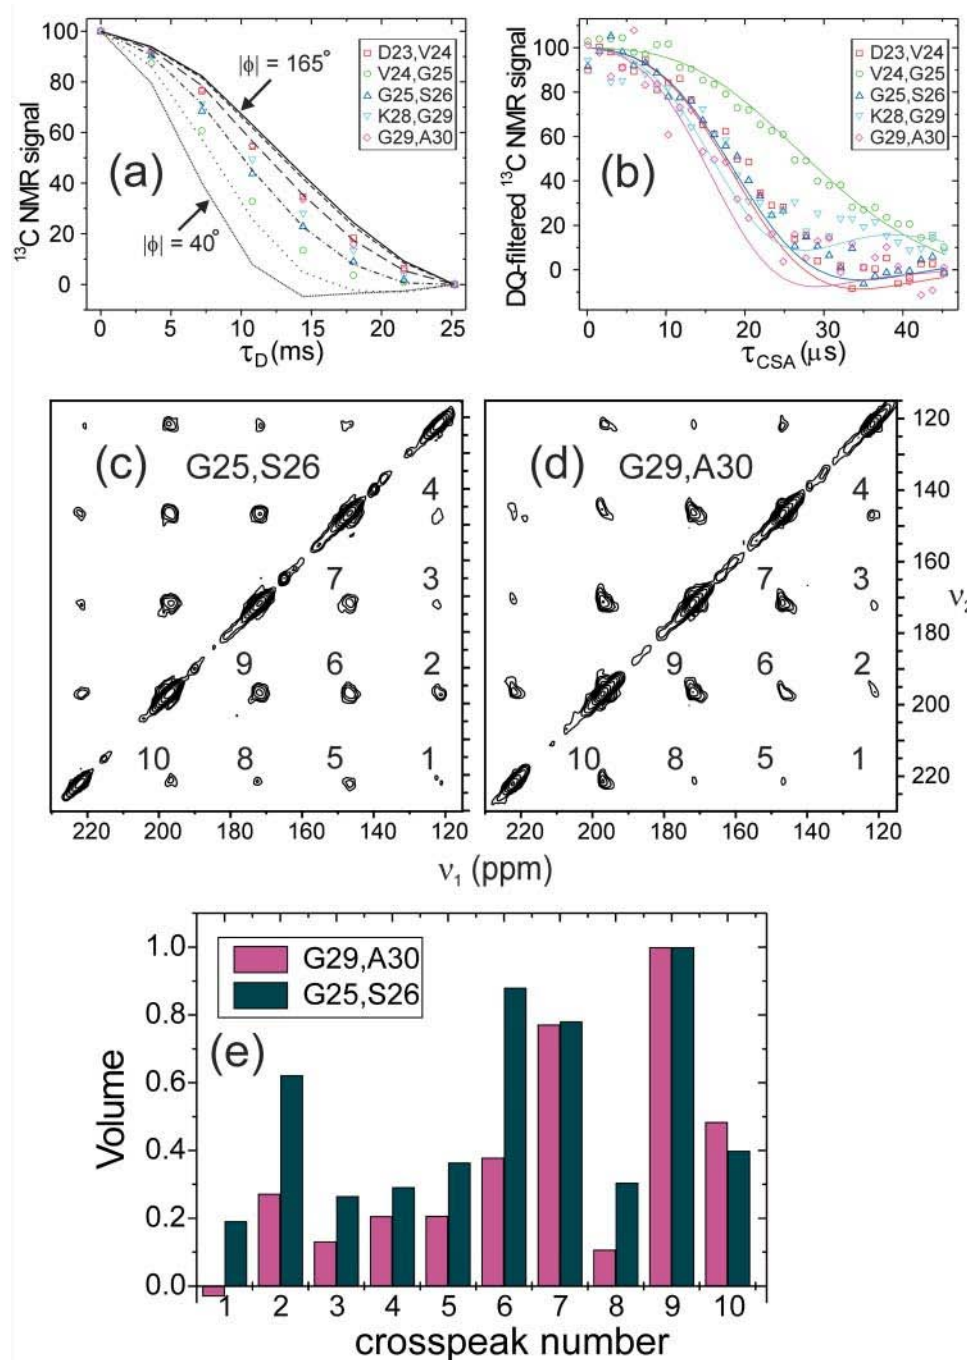 100
80
60
40
20
0
¹³C NMR signal
|ϕ| = 165°
(a)
|ϕ| = 40°
D23,V24
V24,G25
G25,S26
K28,G29
G29,A30
0 5 10 15 20 25
τD (ms)
100
80
60
40
20
0
DQ-filtered ¹³C NMR signal
(b)
D23,V24
V24,G25
G25,S26
K28,G29
G29,A30
0 10 20 30 40
τCSA (μs)
(c) G25,S26
4
7 3
9 6 2
10 8 5 1
220 200 180 160 140 120
(d) G29,A30
4
7 3
9 6 2
10 8 5 1
220 200 180 160 140 120
120
140
160
ν2
180
200
220
ν1 (ppm)
1.0
0.8
0.6
0.4
0.2
0.0
Volume
G29,A30
G25,S26
(e)
1 2 3 4 5 6 7 8 9 10
crosspeak number